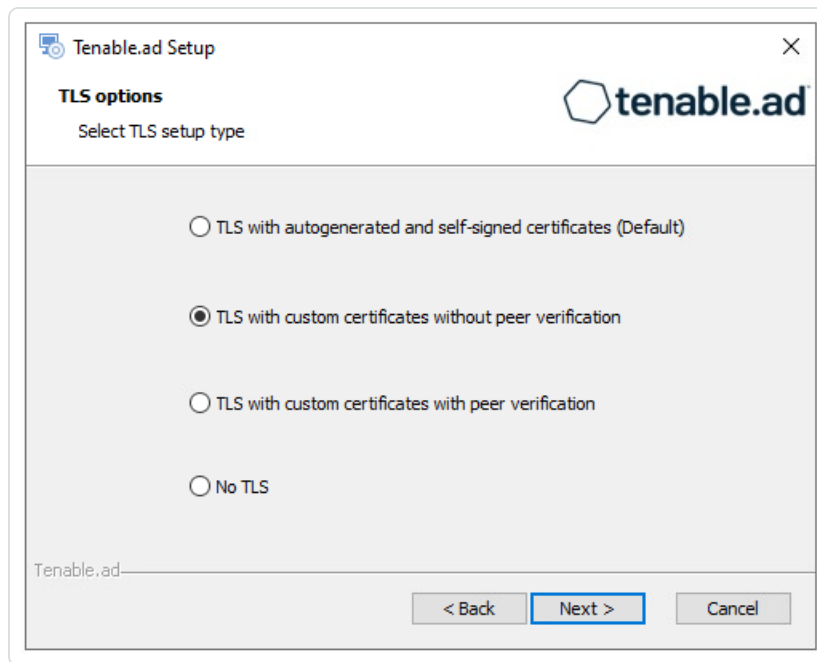 Tenable.ad Setup
TLS options
Select TLS setup type
tenable.ad
TLS with autogenerated and self-signed certificates (Default)
TLS with custom certificates without peer verification
TLS with custom certificates with peer verification
No TLS
Tenable.ad
< Back
Next >
Cancel